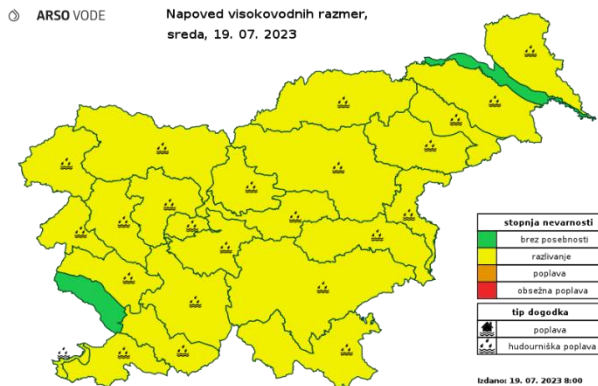 ARSO VODE
Napoved visokovodnih razmer,
sreda, 19. 07. 2023
stopnja nevarnosti
brez posebnosti
razlivanje
poplava
obsežna poplava
tip dogodka
poplava
hudourniška poplava
Izdano: 19. 07. 2023 8:00